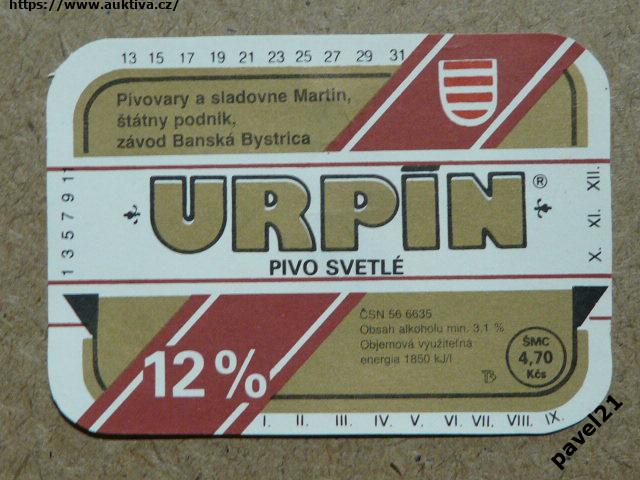 https://www.auktiva.cz/
13 15 17 19 21 23 25 27 29 31
Pivovary a sladovne Martin,
štátny podnik,
závod Banská Bystrica
1 3 5 7 9 11
URPÍN®
PIVO SVETLÉ
X. XI. XII.
12%
ČSN 56 6635
Obsah alkoholu min. 3,1 %
Objemová využiteľná
energia 1850 kJ/l
ŠMC
4,70
Kčs
I. II. III. IV. V. VI. VII. VIII. IX.
pavel21